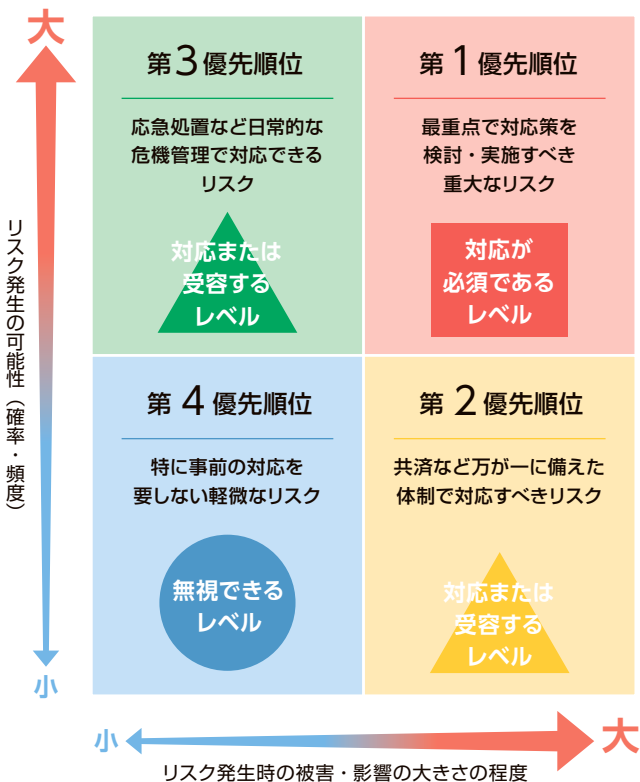 大
リスク発生の可能性（確率・頻度）
小
第3優先順位
応急処置など日常的な
危機管理で対応できる
リスク
対応または
受容する
レベル
第1優先順位
最重点で対応策を
検討・実施すべき
重大なリスク
対応が
必須である
レベル
第4優先順位
特に事前の対応を
要しない軽微なリスク
無視できる
レベル
第2優先順位
共済など万が一に備えた
体制で対応すべきリスク
対応または
受容する
レベル
小
大
リスク発生時の被害・影響の大きさの程度